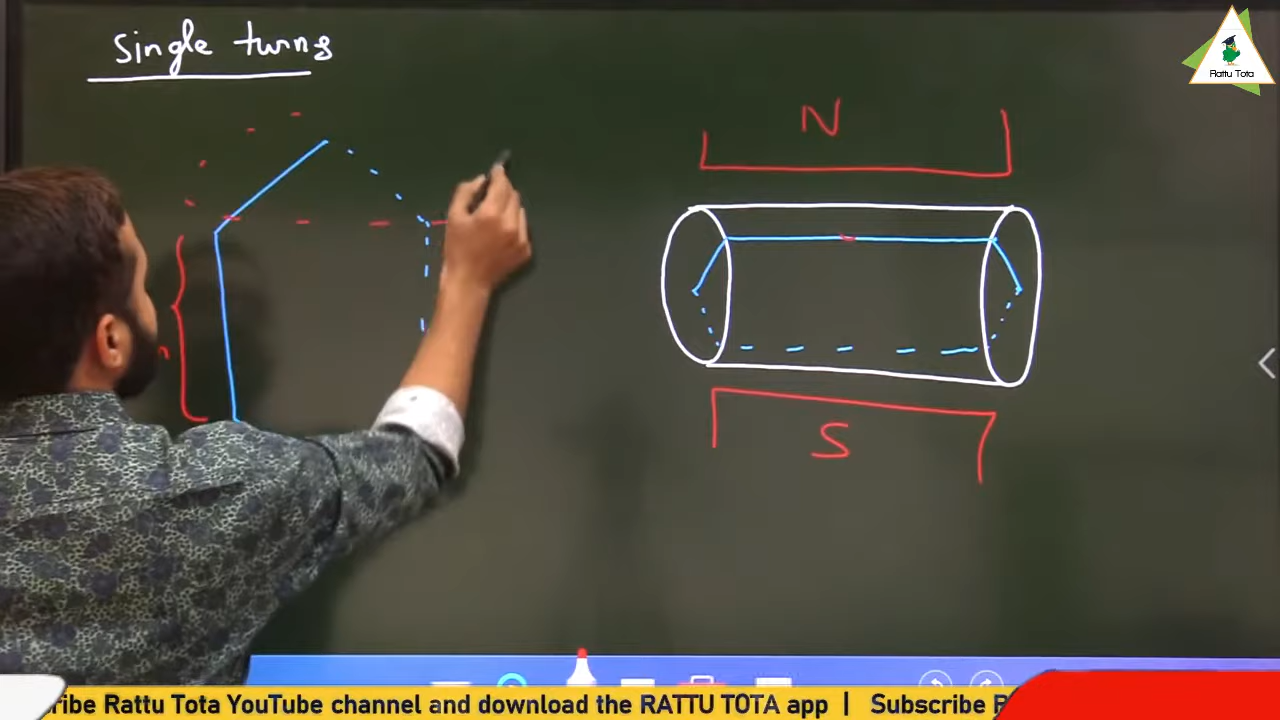 Single turns
Rattu Tota
N
S
ribe Rattu Tota YouTube channel and download the RATTU TOTA app | Subscribe R